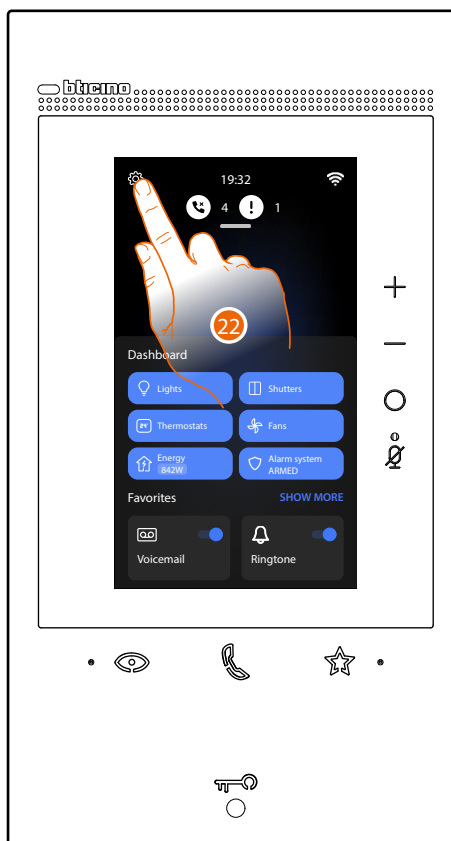 bticino
19:32
4 ! 1
22
Dashboard
Lights Shutters
24° Thermostats Fans
Energy Alarm system
842W ARMED
Favorites SHOW MORE
Voicemail Ringtone